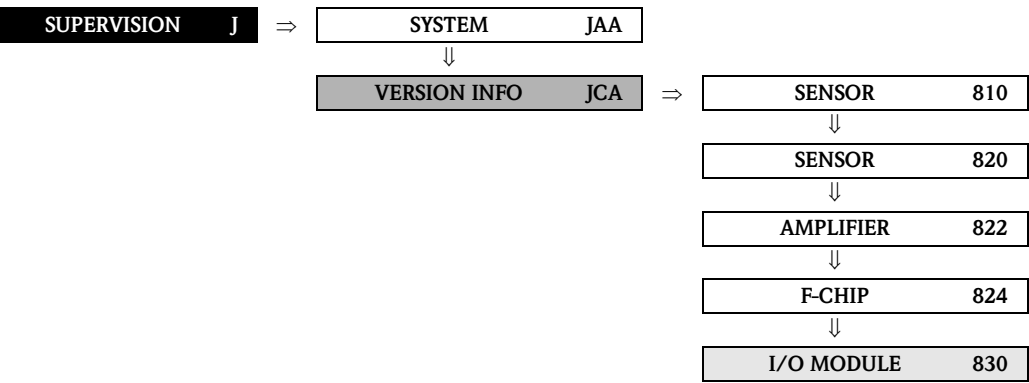 SUPERVISION J ⇒ SYSTEM JAA
⇓
VERSION INFO JCA ⇒ SENSOR 810
⇓
SENSOR 820
⇓
AMPLIFIER 822
⇓
F-CHIP 824
⇓
I/O MODULE 830